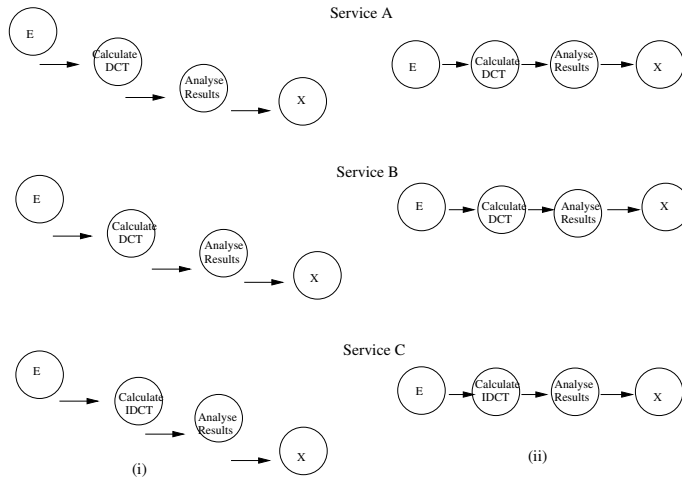 Service A
E
Calculate
DCT
Analyse
Results
X
E
Calculate
DCT
Analyse
Results
X
Service B
E
Calculate
DCT
Analyse
Results
X
E
Calculate
DCT
Analyse
Results
X
Service C
E
Calculate
IDCT
Analyse
Results
X
E
Calculate
IDCT
Analyse
Results
X
(i)
(ii)